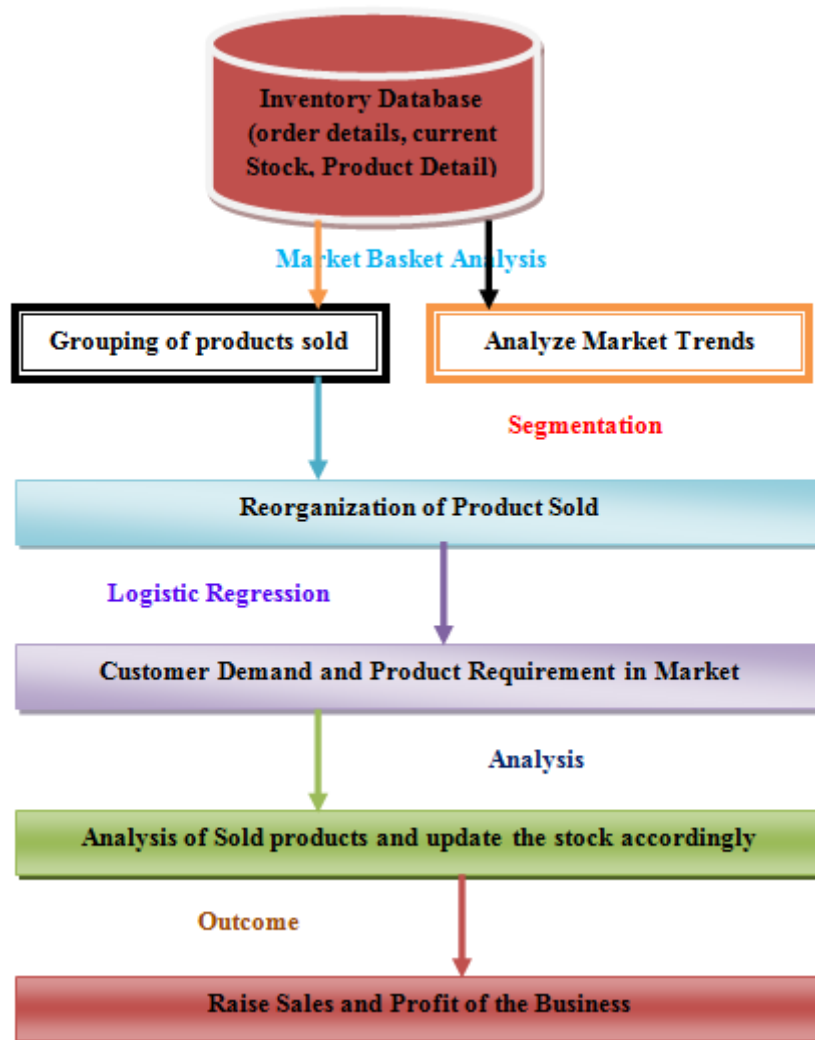 Inventory Database
(order details, current
Stock, Product Detail)
Market Basket Analysis
Grouping of products sold
Analyze Market Trends
Segmentation
Reorganization of Product Sold
Logistic Regression
Customer Demand and Product Requirement in Market
Analysis
Analysis of Sold products and update the stock accordingly
Outcome
Raise Sales and Profit of the Business